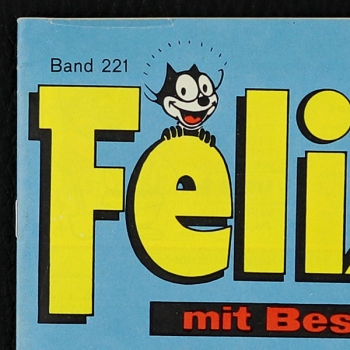 Band 221
Feli
mit Bes